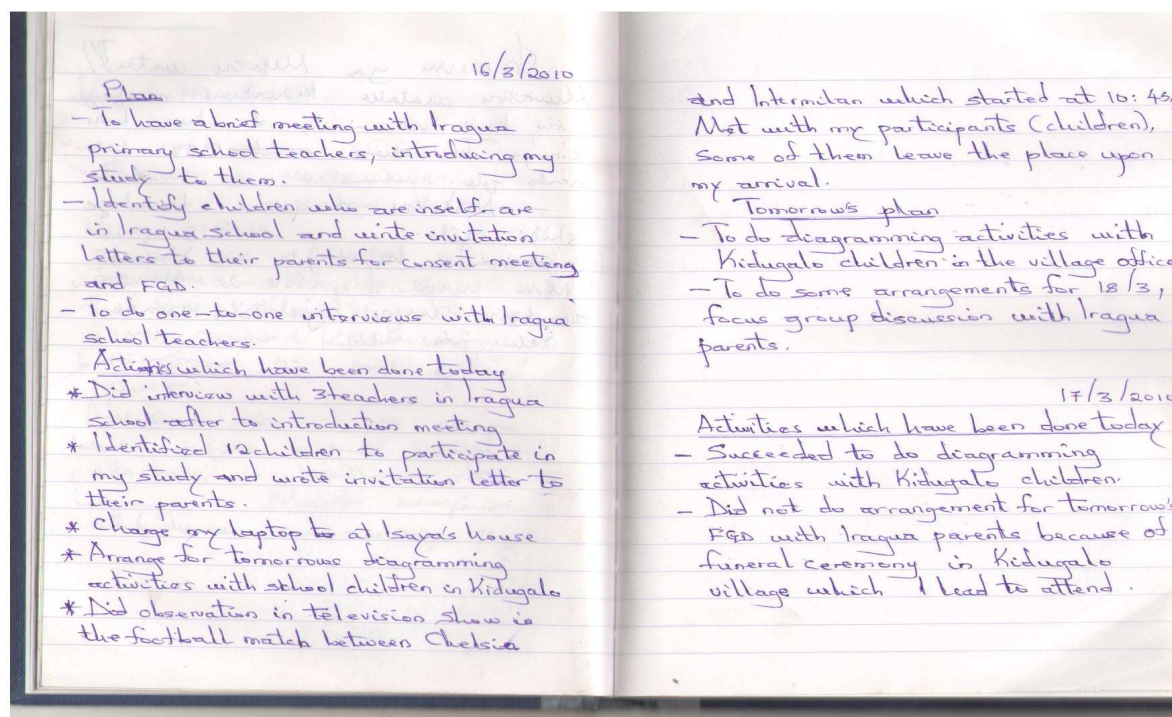 16/3/2010
Plan
- To have a brief meeting with Iragua
primary school teachers, introducing my
study to them.
- Identify children who are inself-are
in Iragua school and write invitation
letters to their parents for consent meeting
and FGD.
- To do one-to-one interviews with Iragua
school teachers.
Activities which have been done today
* Did interview with 3teachers in Iragua
school after to introduction meeting
* Identified 12children to participate in
my study and wrote invitation letter to
their parents.
* Charge my laptop to at Isaya's house
* Arrange for tomorrows diagramming
activities with school children in Kidugalo
* Did observation in television show is
the football match between Chelsia
and Intermilan which started at 10:45
Met with my participants (children),
Some of them leave the place upon
my arrival.
Tomorrow's plan
- To do diagramming activities with
Kidugalo children in the village office
- To do some arrangements for 18/3,
focus group discussion with Iragua
parents.
17/3/2010
Activities which have been done today
- Succeeded to do diagramming
activities with Kidugalo children.
- Did not do arrangement for tomorrow's
FGD with Iragua parents because of
funeral ceremony in Kidugalo
village which I had to attend.